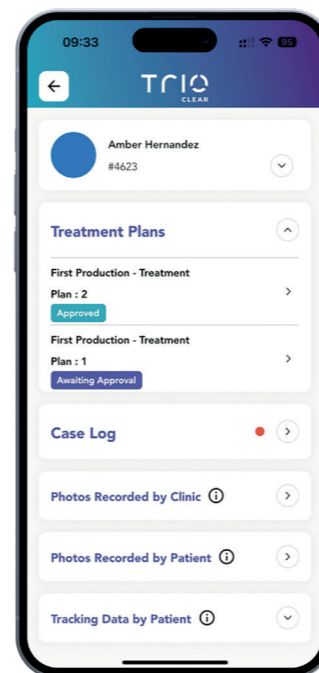 09:33
95
TRIO
CLEAR
Amber Hernandez
#4623
Treatment Plans
First Production - Treatment
Plan : 2
Approved
First Production - Treatment
Plan : 1
Awaiting Approval
Case Log
Photos Recorded by Clinic
Photos Recorded by Patient
Tracking Data by Patient